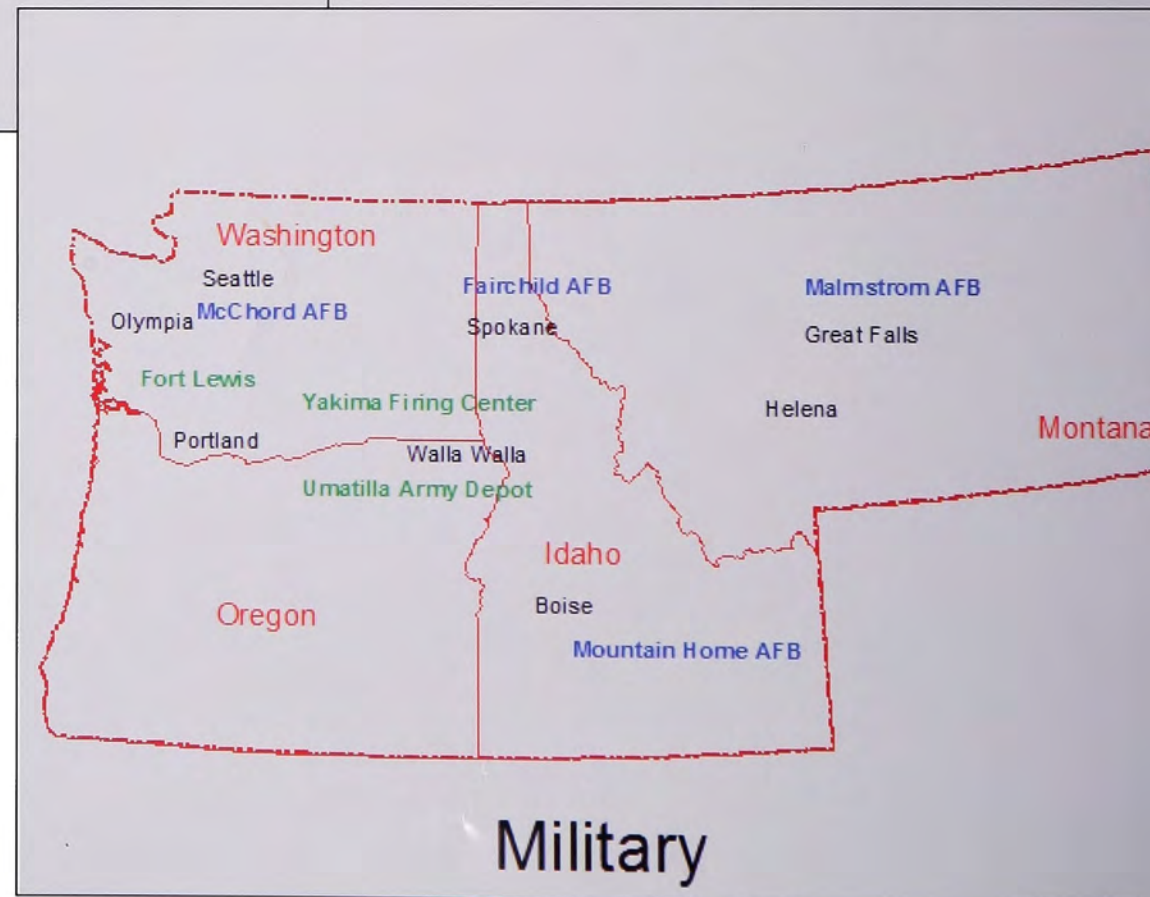 Washington
Seattle
Fairchild AFB
Malmstrom AFB
McChord AFB
Olympia
Spokane
Great Falls
Fort Lewis
Yakima Firing Center
Helena
Montana
Portland
Walla Walla
Umatilla Army Depot
Idaho
Boise
Oregon
Mountain Home AFB
Military